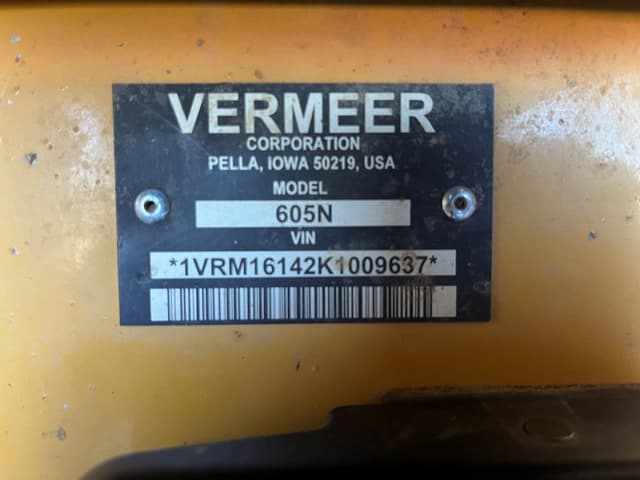 VERMEER
CORPORATION
PELLA, IOWA 50219, USA
MODEL
605N
VIN
*1VRM16142K1009637*